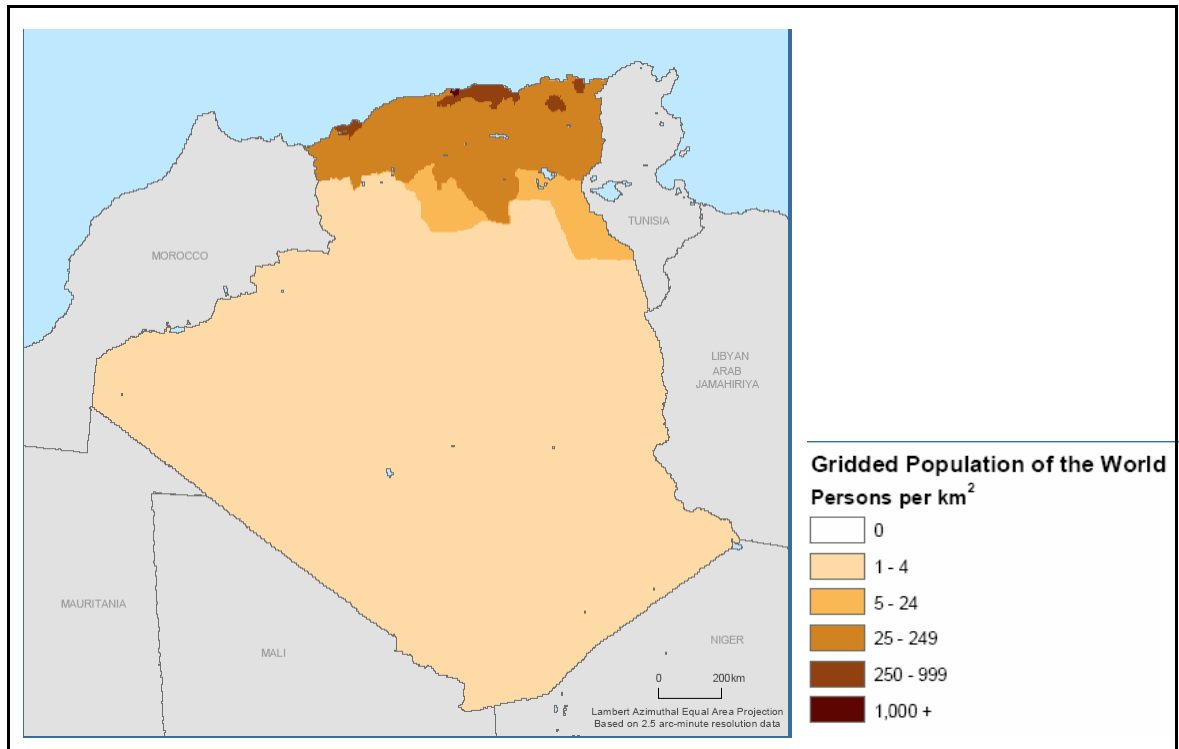 TUNISIA
MOROCCO
LIBYAN
ARAB
JAMAHIRIYA
MAURITANIA
MALI
NIGER
0 200km
Lambert Azimuthal Equal Area Projection
Based on 2.5 arc-minute resolution data
Gridded Population of the World
Persons per km²
0
1 - 4
5 - 24
25 - 249
250 - 999
1,000 +